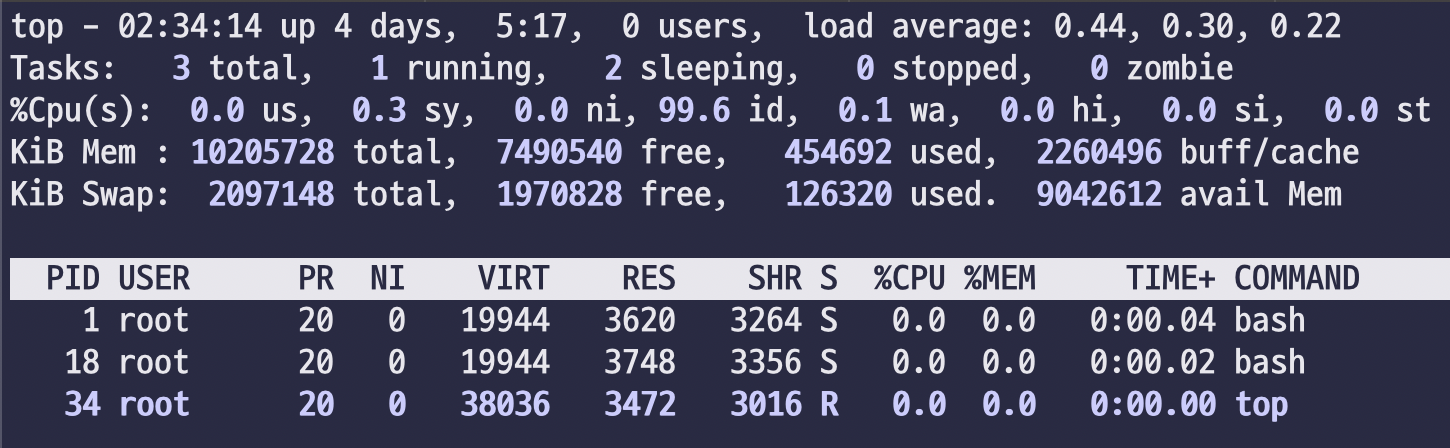 top - 02:34:14 up 4 days,  5:17,  0 users,  load average: 0.44, 0.30, 0.22
Tasks:   3 total,   1 running,   2 sleeping,   0 stopped,   0 zombie
%Cpu(s):  0.0 us,  0.3 sy,  0.0 ni, 99.6 id,  0.1 wa,  0.0 hi,  0.0 si,  0.0 st
KiB Mem : 10205728 total,  7490540 free,   454692 used,  2260496 buff/cache
KiB Swap:  2097148 total,  1970828 free,   126320 used.  9042612 avail Mem
  PID USER      PR  NI    VIRT    RES    SHR S  %CPU %MEM     TIME+ COMMAND
    1 root      20   0   19944   3620   3264 S   0.0  0.0   0:00.04 bash
   18 root      20   0   19944   3748   3356 S   0.0  0.0   0:00.02 bash
   34 root      20   0   38036   3472   3016 R   0.0  0.0   0:00.00 top